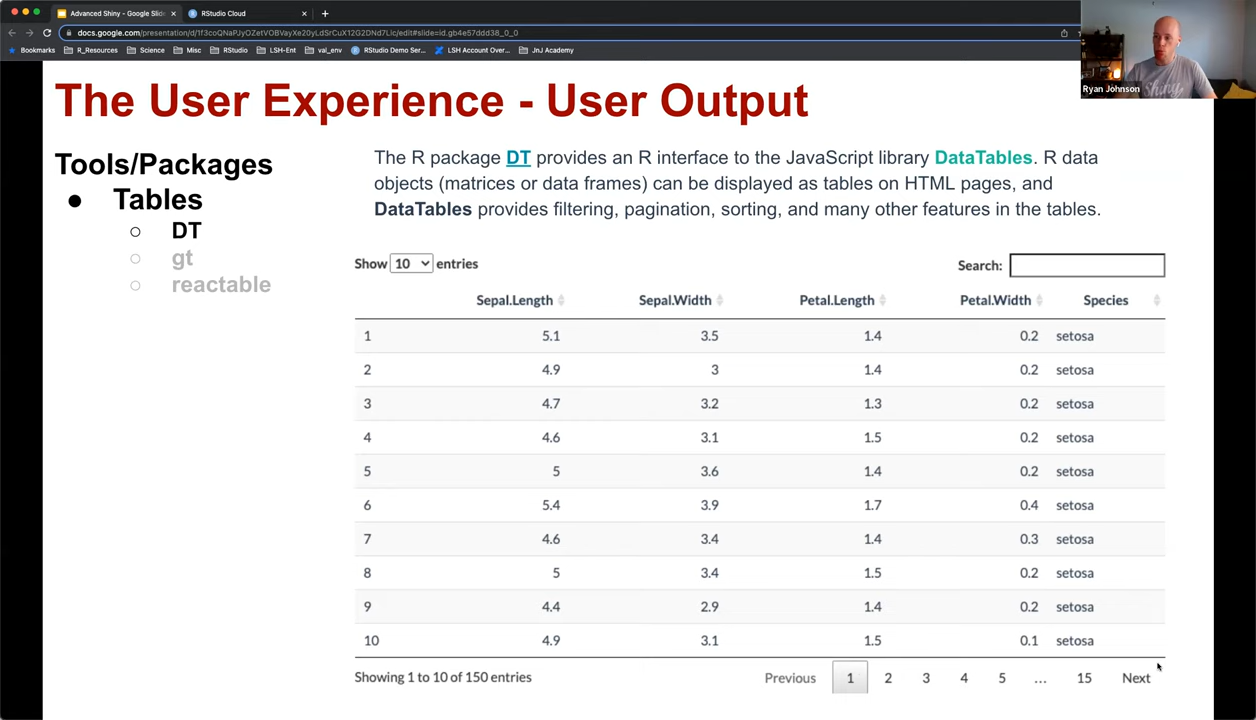 Advanced Shiny - Google Slid
RStudio Cloud
docs.google.com/presentation/d/1f3coQNaPJyOZetVOBVayXe20yLdSrCuX12G2DNd7Lic/edit#slide=id.gb4e57ddd38_0_0
Bookmarks R_Resources Science Misc RStudio LSH-Ent val_env RStudio Demo Ser... LSH Account Over... JnJ Academy
Ryan Johnson
The User Experience - User Output
Tools/Packages
● Tables
○ DT
○ gt
○ reactable
The R package DT provides an R interface to the JavaScript library DataTables. R data
objects (matrices or data frames) can be displayed as tables on HTML pages, and
DataTables provides filtering, pagination, sorting, and many other features in the tables.
Show 10 entries
Search:
Sepal.Length Sepal.Width Petal.Length Petal.Width Species
1 5.1 3.5 1.4 0.2 setosa
2 4.9 3 1.4 0.2 setosa
3 4.7 3.2 1.3 0.2 setosa
4 4.6 3.1 1.5 0.2 setosa
5 5 3.6 1.4 0.2 setosa
6 5.4 3.9 1.7 0.4 setosa
7 4.6 3.4 1.4 0.3 setosa
8 5 3.4 1.5 0.2 setosa
9 4.4 2.9 1.4 0.2 setosa
10 4.9 3.1 1.5 0.1 setosa
Showing 1 to 10 of 150 entries
Previous 1 2 3 4 5 ... 15 Next